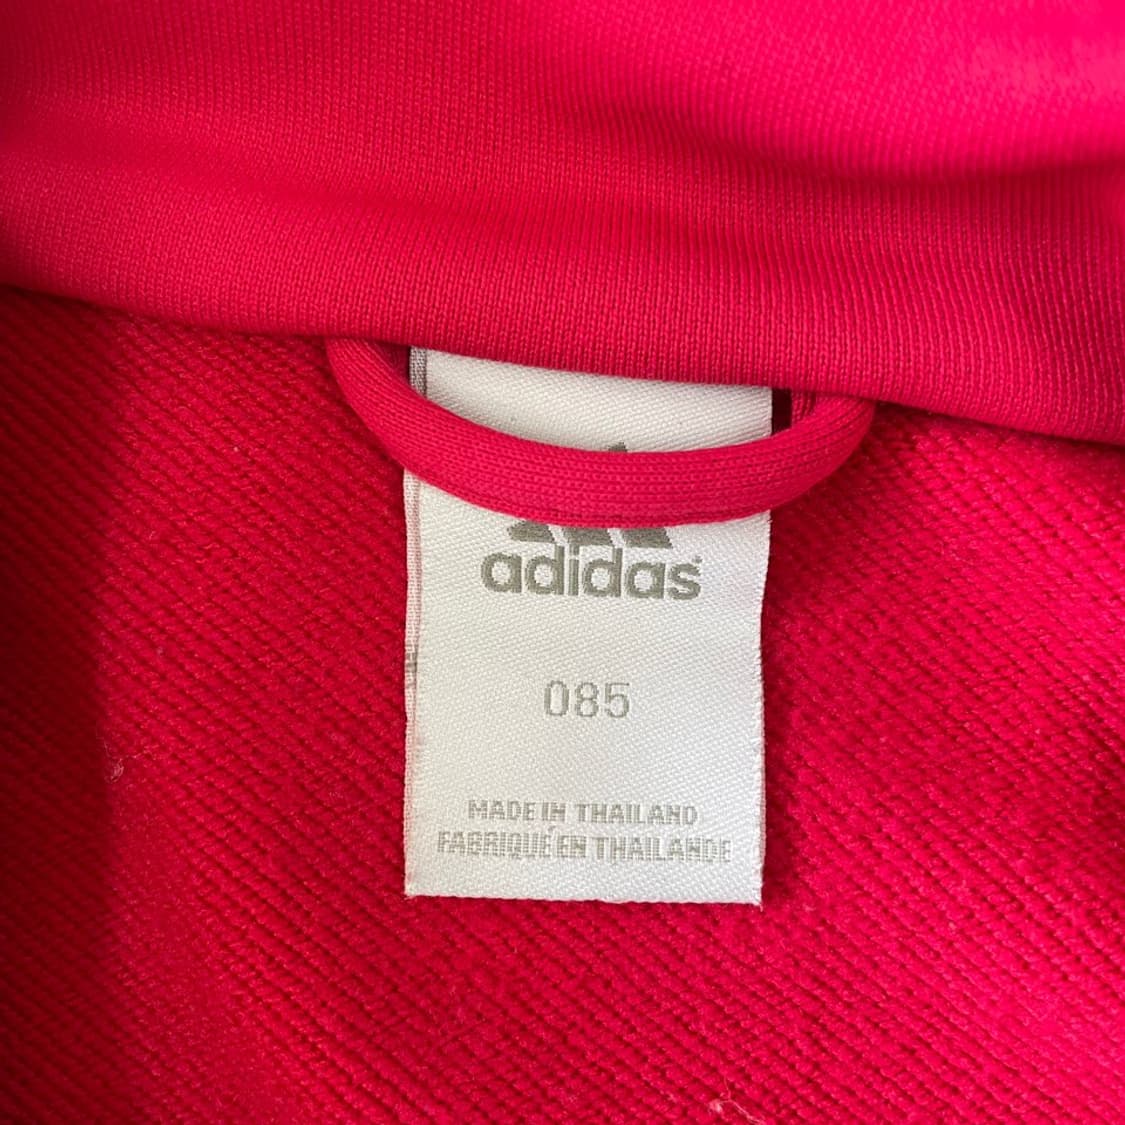 adidas
085
MADE IN THAILAND
FABRIQUÉ EN THAILANDE